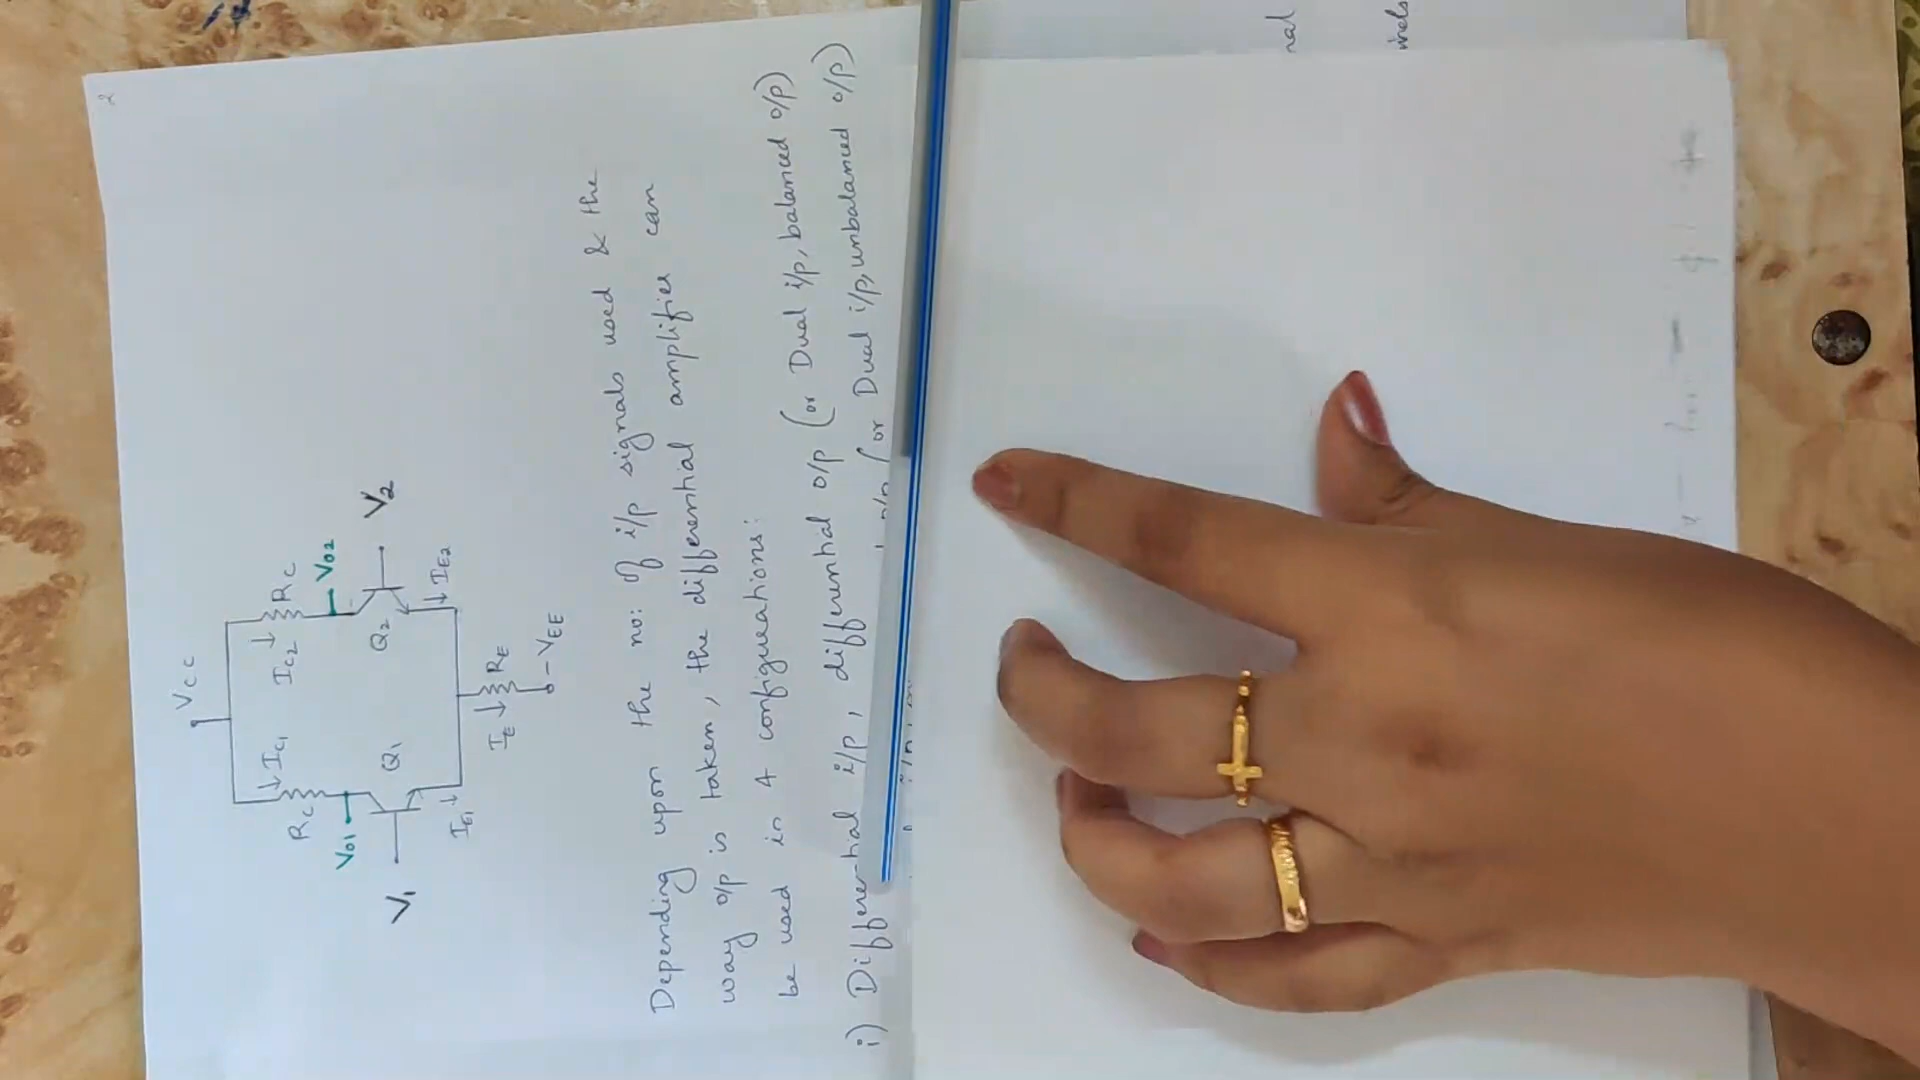 2
Vcc
Ic1
Ic2
Rc
Rc
Vo1
Vo2
V1
Q1
Q2
V2
IE1
IE2
IE
RE
-VEE
Depending upon the no: of i/p signals used & the
way o/p is taken, the differential amplifier can
be used in 4 configurations:
i) Differential i/p, differential o/p (or Dual i/p, balanced o/p)
o/p (or Dual i/p, unbalanced o/p)
nal